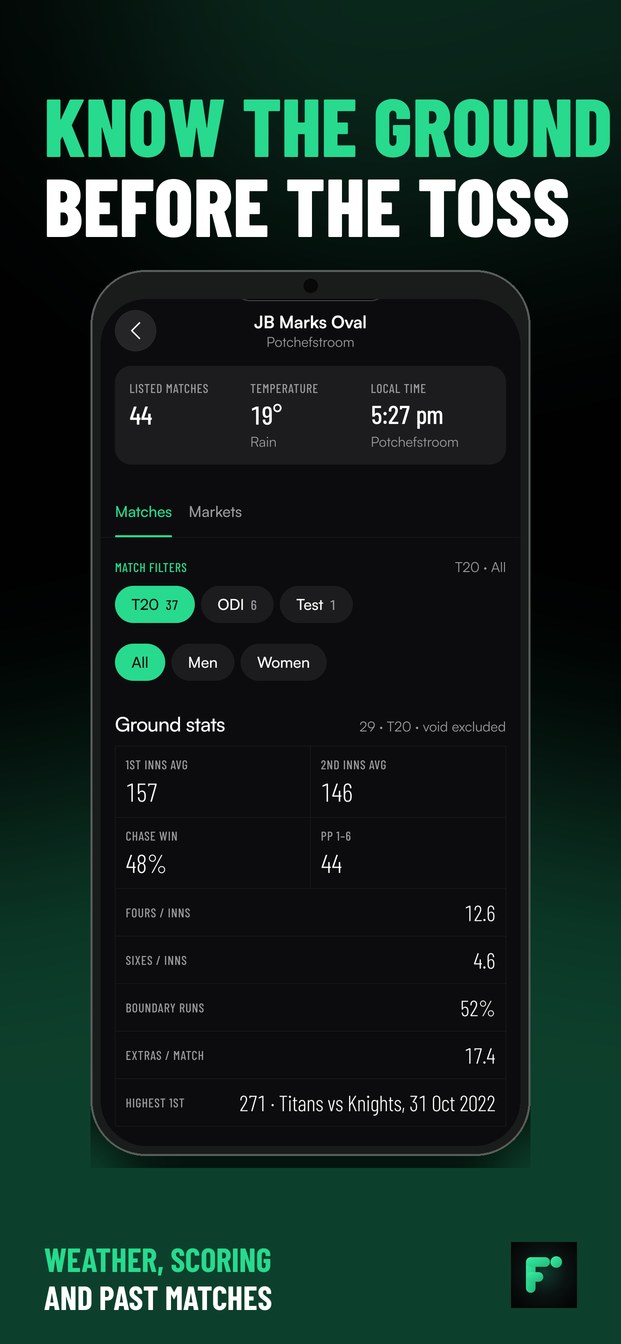 KNOW THE GROUND
BEFORE THE TOSS
JB Marks Oval
Potchefstroom
LISTED MATCHES TEMPERATURE LOCAL TIME
44 19° 5:27 pm
Rain Potchefstroom
Matches Markets
MATCH FILTERS T20 · All
T20 37 ODI 6 Test 1
All Men Women
Ground stats 29 · T20 · void excluded
1ST INNS AVG 2ND INNS AVG
157 146
CHASE WIN PP 1-6
48% 44
FOURS / INNS 12.6
SIXES / INNS 4.6
BOUNDARY RUNS 52%
EXTRAS / MATCH 17.4
HIGHEST 1ST 271 · Titans vs Knights, 31 Oct 2022
WEATHER, SCORING
AND PAST MATCHES